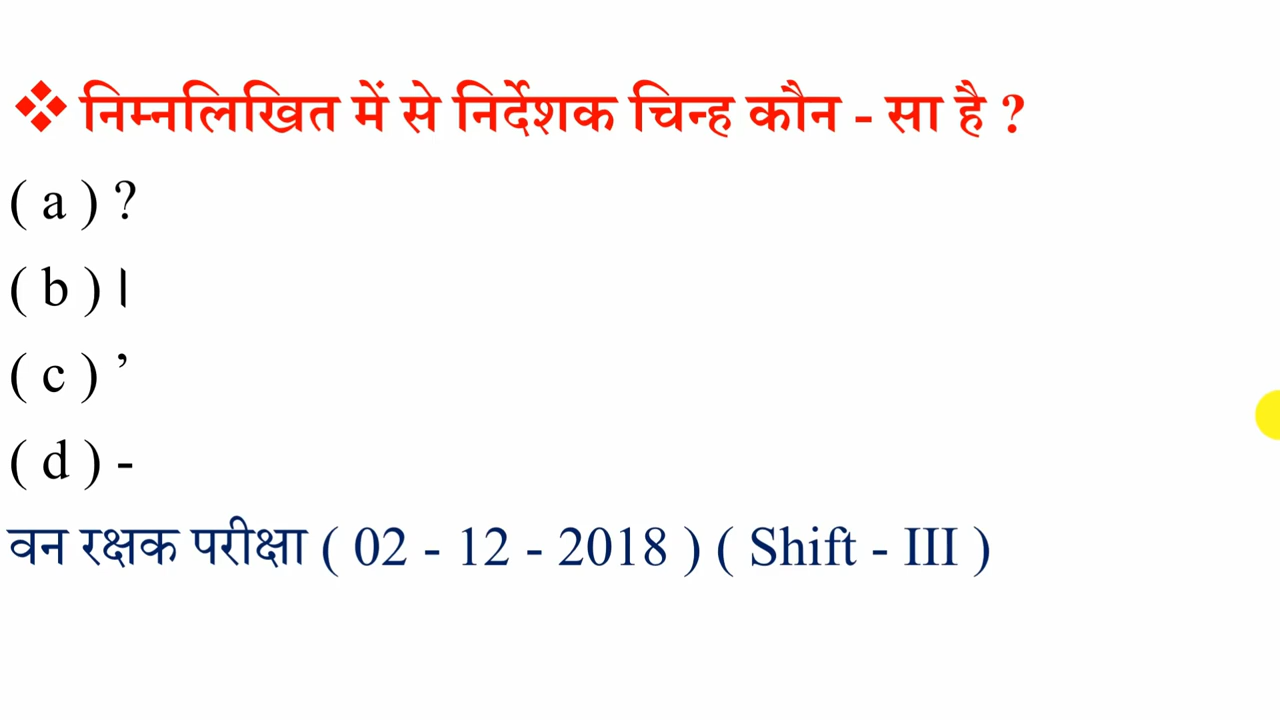 ❖ निम्नलिखित में से निर्देशक चिन्ह कौन - सा है ?
( a ) ?
( b ) ।
( c ) ’
( d ) -
वन रक्षक परीक्षा ( 02 - 12 - 2018 ) ( Shift - III )